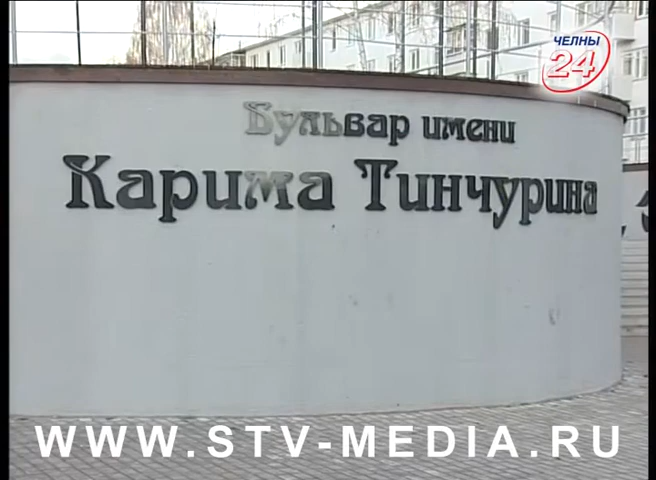 ЧЕЛНЫ
24
Бульвар имени
Карима Тинчурина
WWW.STV-MEDIA.RU